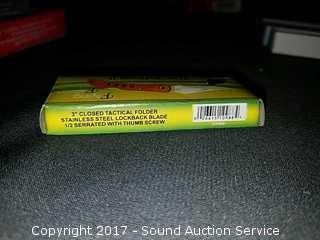 3" CLOSED TACTICAL FOLDER
STAINLESS STEEL LOCKBACK BLADE
1/2 SERRATED WITH THUMB SCREW
Copyright 2017 - Sound Auction Service